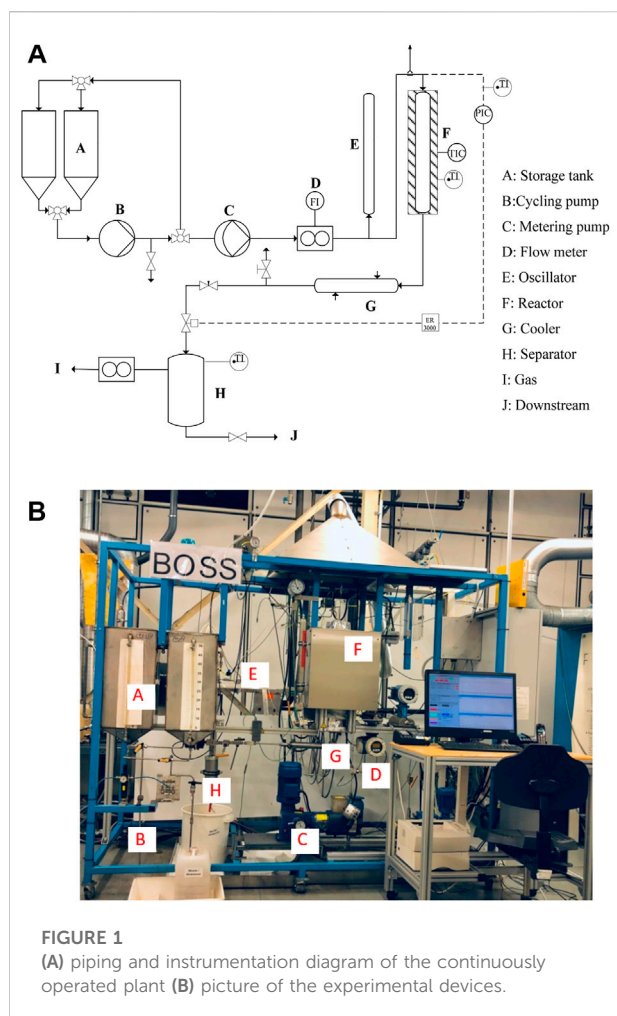 A
A
B
C
D
FI
E
F
PIC
TI
TIC
TI
G
ER
3000
TI
H
I
J
A: Storage tank
B:Cycling pump
C: Metering pump
D: Flow meter
E: Oscillator
F: Reactor
G: Cooler
H: Separator
I: Gas
J: Downstream
B
BOSS
A
E
F
G
D
H
B
C
FIGURE 1
(A) piping and instrumentation diagram of the continuously
operated plant (B) picture of the experimental devices.